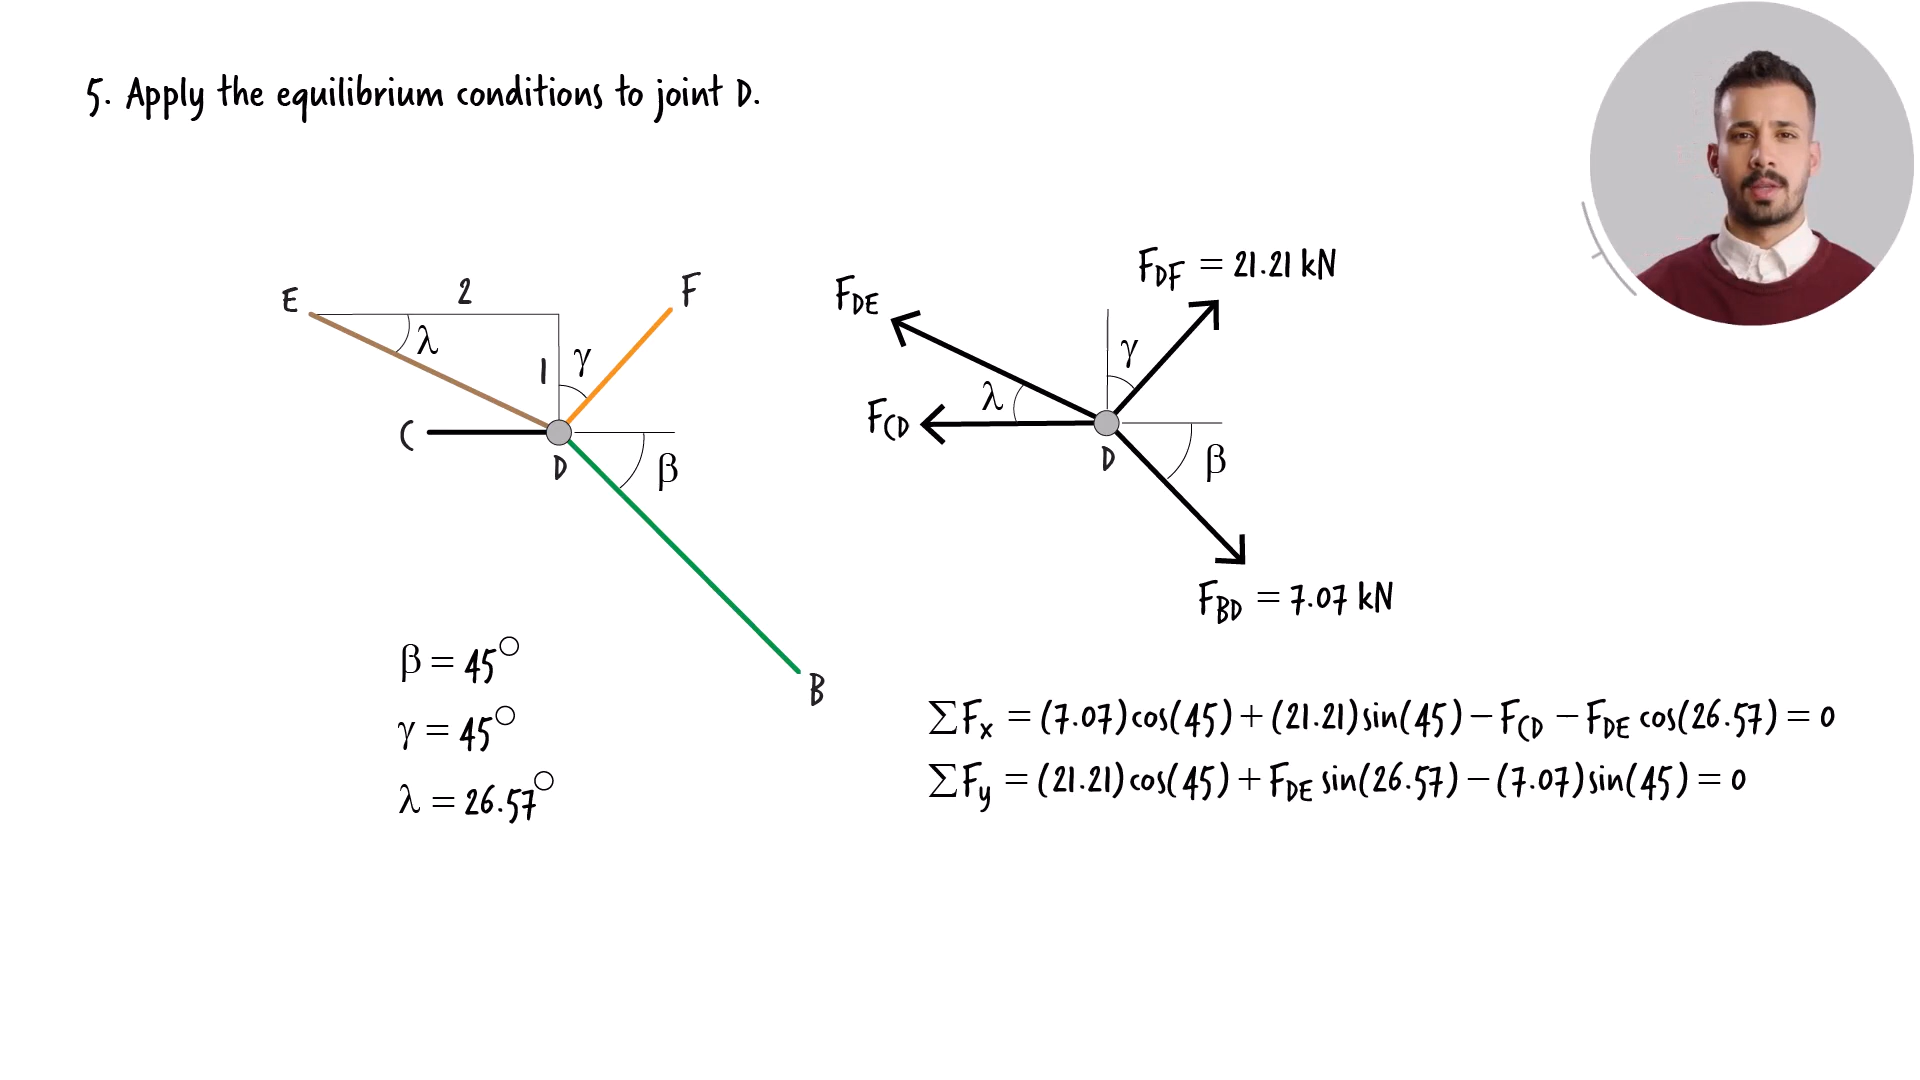 5. Apply the equilibrium conditions to joint D.
E
2
F
λ
1
γ
C
D
β
B
F_DE
F_DF = 21.21 kN
γ
λ
F_CD
D
β
F_BD = 7.07 kN
β = 45°
γ = 45°
λ = 26.57°
∑F_x = (7.07)cos(45) + (21.21)sin(45) − F_CD − F_DE cos(26.57) = 0
∑F_y = (21.21)cos(45) + F_DE sin(26.57) − (7.07)sin(45) = 0